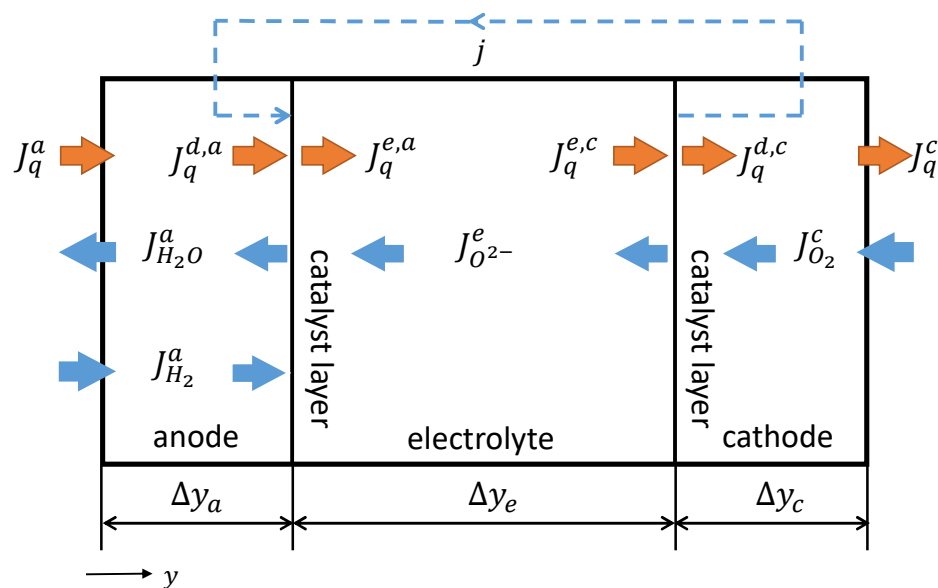 j
J_q^a J_q^{d,a} J_q^{e,a} J_q^{e,c} J_q^{d,c} J_q^c
J_{H_2O}^a J_{O^{2-}}^e J_{O_2}^c
J_{H_2}^a
catalyst layer
catalyst layer
anode electrolyte cathode
Δy_a Δy_e Δy_c
y